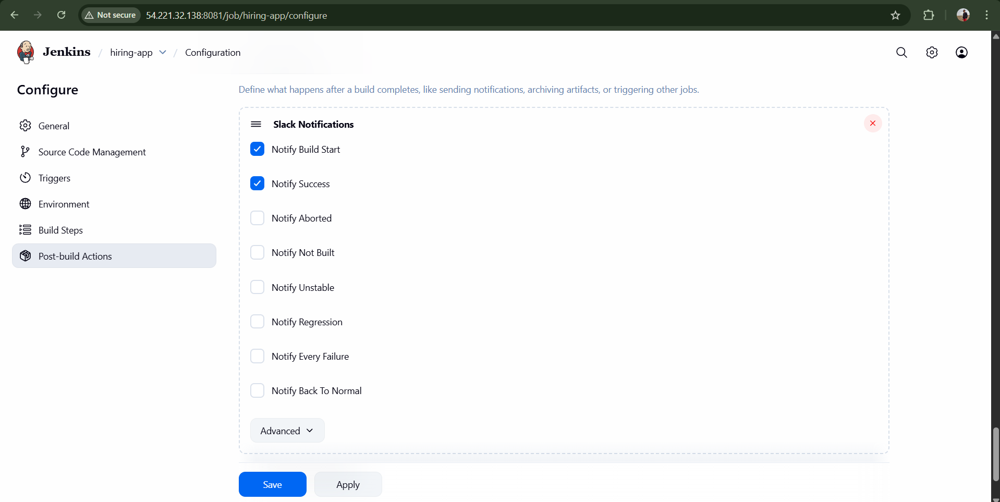 Not secure 54.221.32.138:8081/job/hiring-app/configure
Jenkins / hiring-app / Configuration
Configure
General
Source Code Management
Triggers
Environment
Build Steps
Post-build Actions
Define what happens after a build completes, like sending notifications, archiving artifacts, or triggering other jobs.
Slack Notifications
Notify Build Start
Notify Success
Notify Aborted
Notify Not Built
Notify Unstable
Notify Regression
Notify Every Failure
Notify Back To Normal
Advanced
Save Apply